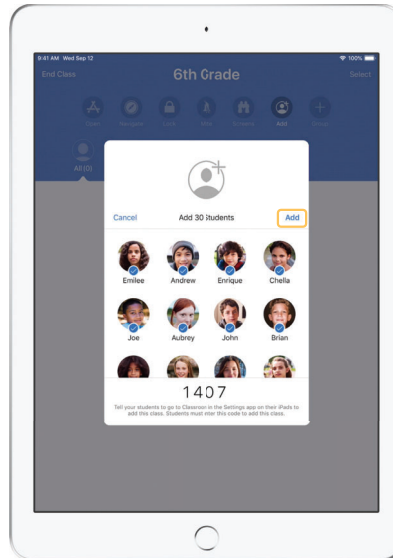 9:41 AM Wed Sep 12
100%
End Class
6th Grade
Select
Open
Navigate
Lock
Mute
Screens
Add
Group
All (0)
Cancel
Add 30 Students
Add
Emilee
Andrew
Enrique
Chella
Joe
Aubrey
John
Brian
1407
Tell your students to go to Classroom in the Settings app on their iPads to
add this class. Students must enter this code to add this class.